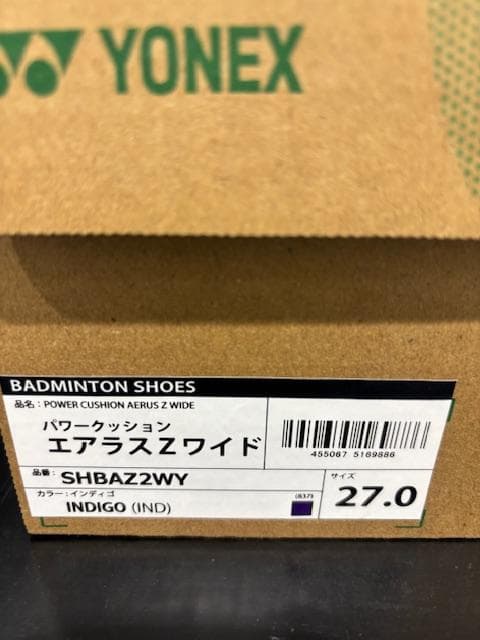 YONEX
BADMINTON SHOES
品名：POWER CUSHION AERUS Z WIDE
パワークッション
エアラスZワイド
455067 5169886
品番：SHBAZ2WY
サイズ
27.0
カラー：インディゴ
INDIGO (IND)
(837)